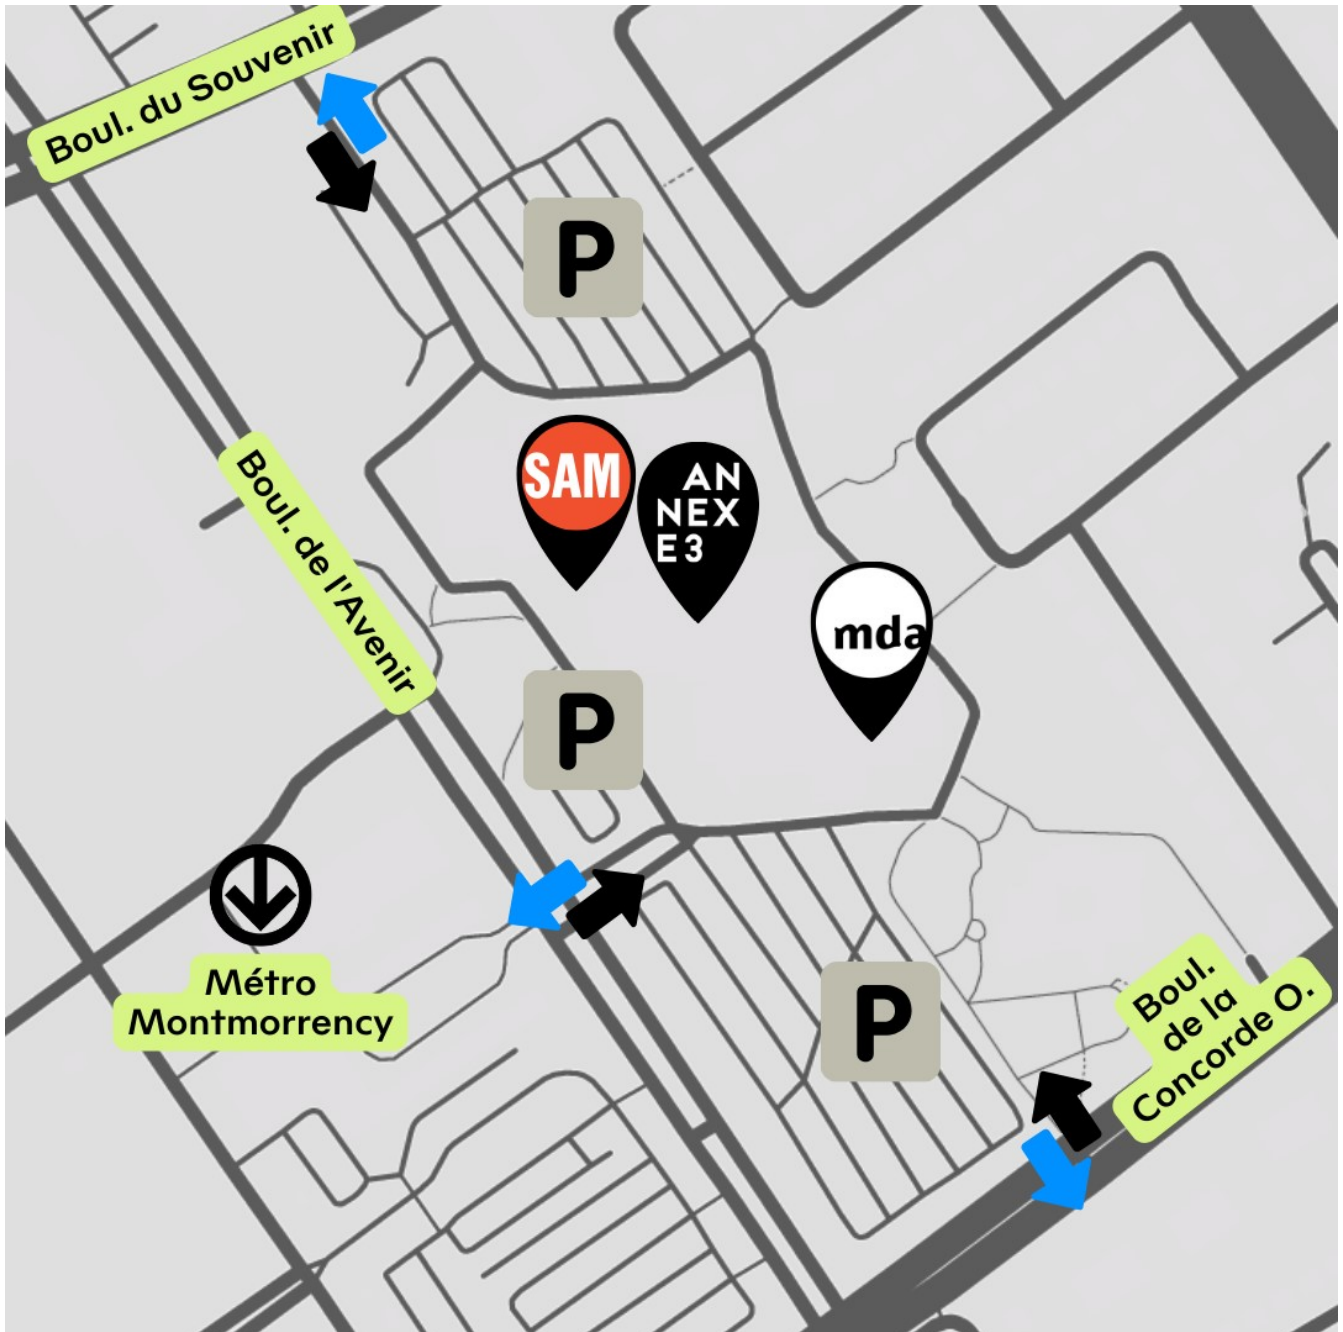 Boul. du Souvenir
P
SAM
AN
NEX
E3
Boul. de l'Avenir
mda
P
Métro
Montmorrency
P
Boul.
de la
Concorde O.